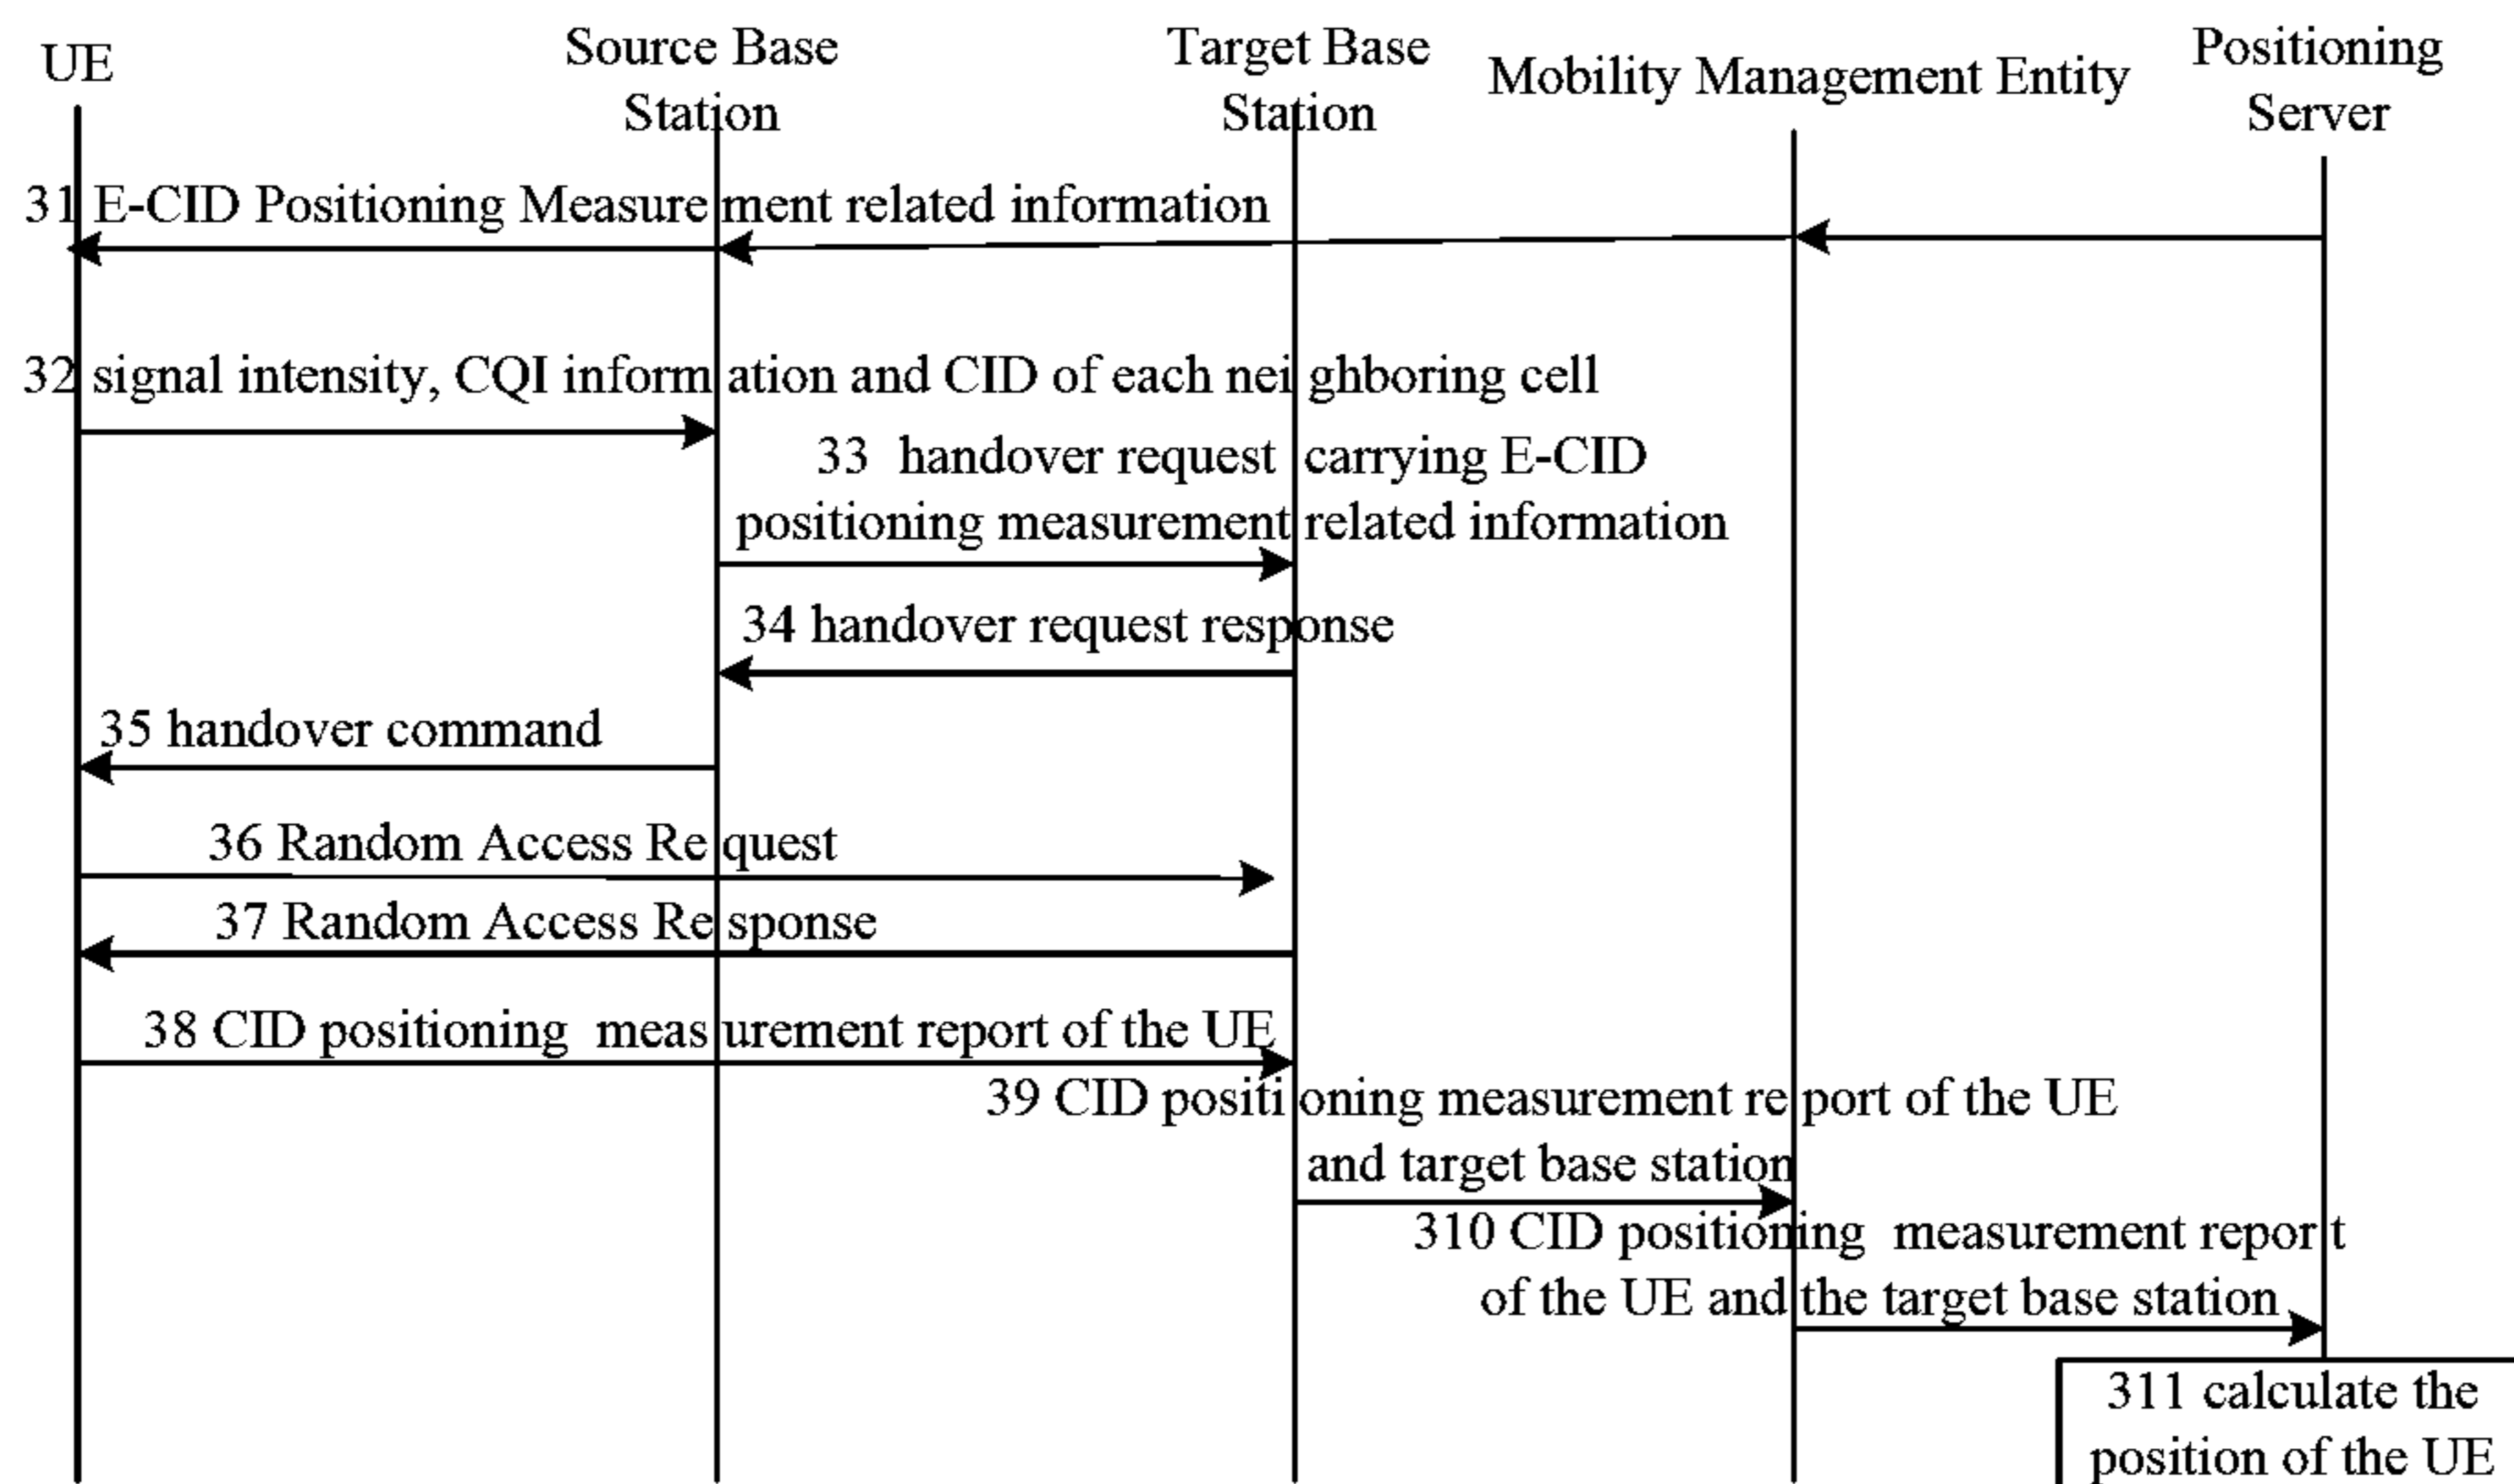 UE
Source Base
Station
Target Base
Station
Mobility Management Entity
Positioning
Server
31 E-CID Positioning Measurement related information
32 signal intensity, CQI information and CID of each neighboring cell
33 handover request carrying E-CID
positioning measurement related information
34 handover request response
35 handover command
36 Random Access Request
37 Random Access Response
38 CID positioning measurement report of the UE
39 CID positioning measurement report of the UE
and target base station
310 CID positioning measurement report
of the UE and the target base station
311 calculate the
position of the UE